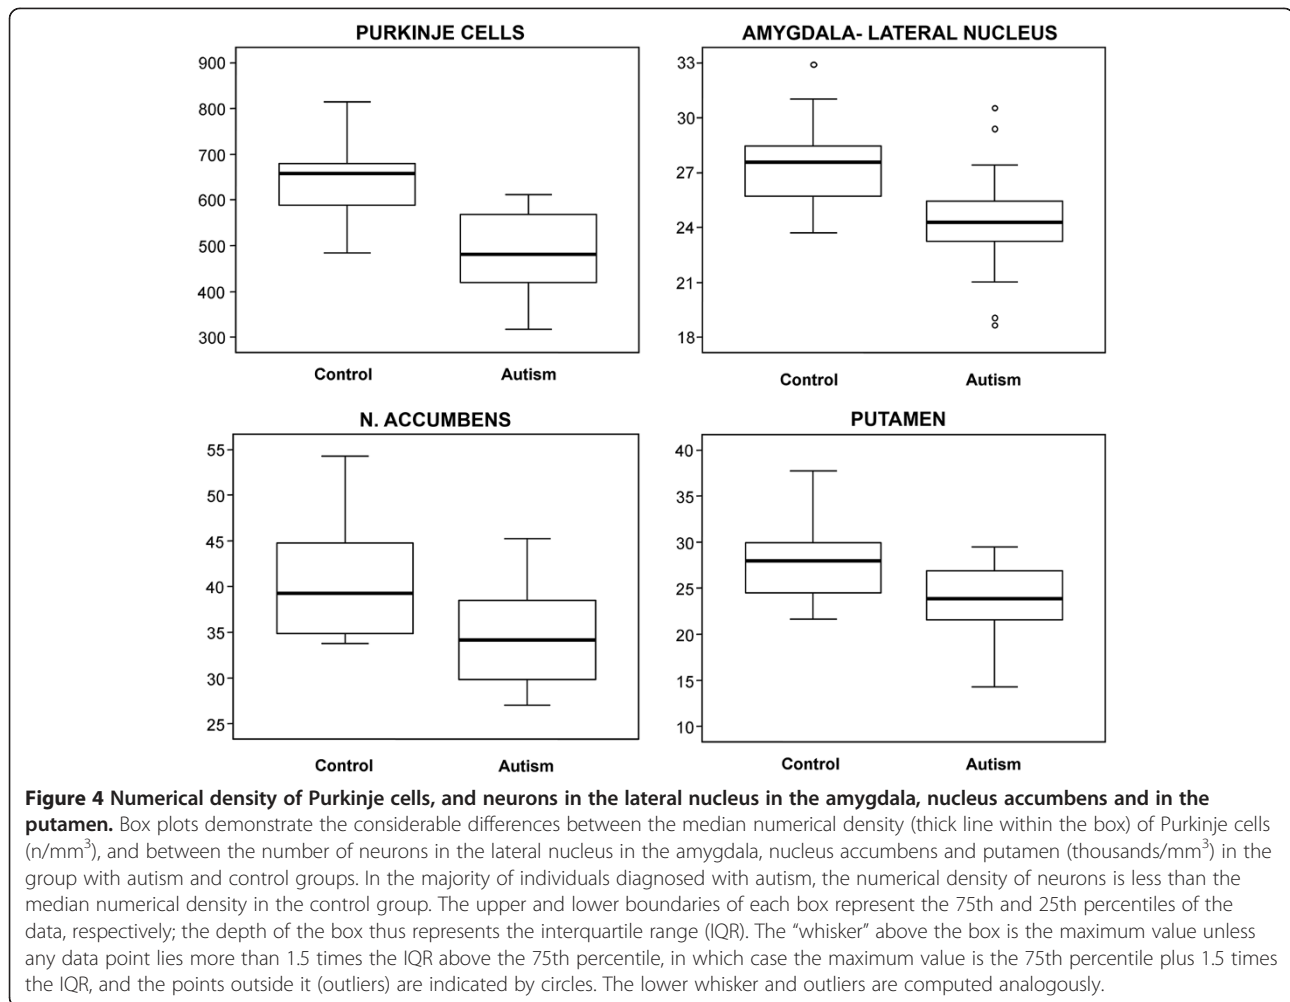 PURKINJE CELLS
900
800
700
600
500
400
300
Control Autism
AMYGDALA- LATERAL NUCLEUS
33
30
27
24
21
18
Control Autism
N. ACCUMBENS
55
50
45
40
35
30
25
Control Autism
PUTAMEN
40
35
30
25
20
15
10
Control Autism
Figure 4 Numerical density of Purkinje cells, and neurons in the lateral nucleus in the amygdala, nucleus accumbens and in the
putamen. Box plots demonstrate the considerable differences between the median numerical density (thick line within the box) of Purkinje cells
(n/mm³), and between the number of neurons in the lateral nucleus in the amygdala, nucleus accumbens and putamen (thousands/mm³) in the
group with autism and control groups. In the majority of individuals diagnosed with autism, the numerical density of neurons is less than the
median numerical density in the control group. The upper and lower boundaries of each box represent the 75th and 25th percentiles of the
data, respectively; the depth of the box thus represents the interquartile range (IQR). The “whisker” above the box is the maximum value unless
any data point lies more than 1.5 times the IQR above the 75th percentile, in which case the maximum value is the 75th percentile plus 1.5 times
the IQR, and the points outside it (outliers) are indicated by circles. The lower whisker and outliers are computed analogously.